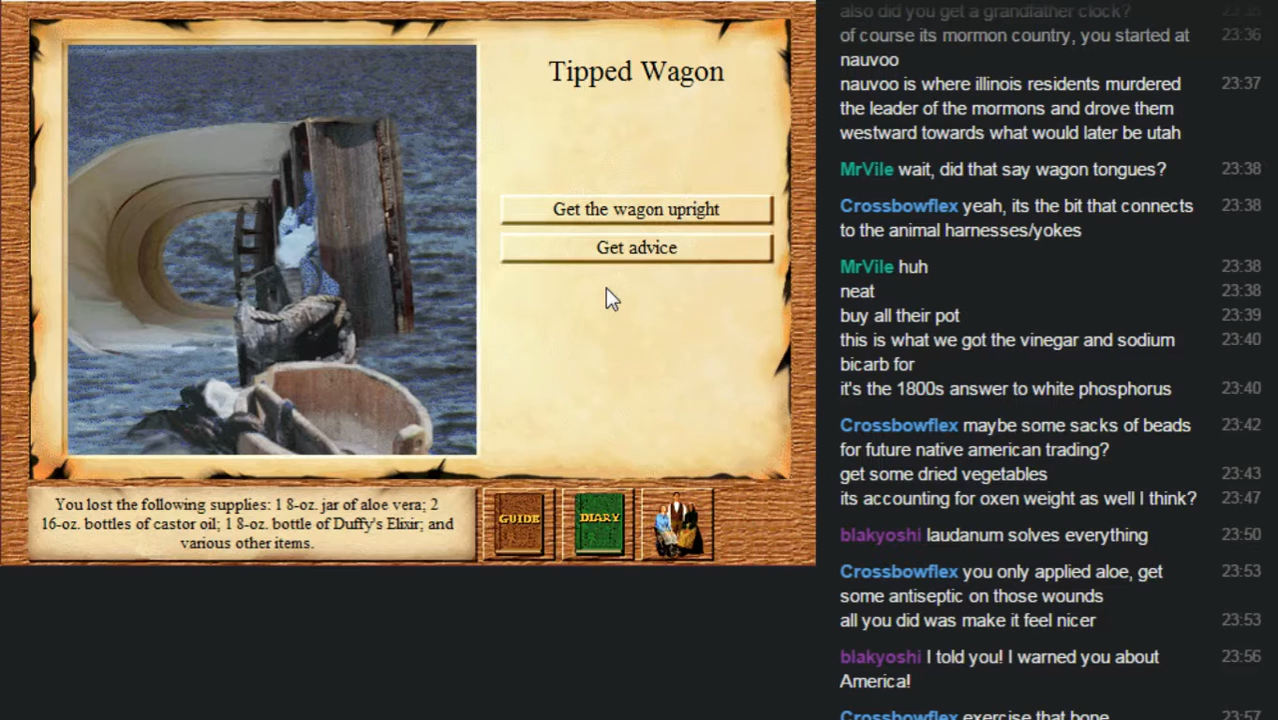 Tipped Wagon
Get the wagon upright
Get advice
You lost the following supplies: 1 8-oz. jar of aloe vera; 2
16-oz. bottles of castor oil; 1 8-oz. bottle of Duffy's Elixir; and
various other items.
GUIDE
DIARY
also did you get a grandfather clock? 23:35
of course its mormon country, you started at 23:36
nauvoo
nauvoo is where illinois residents murdered 23:37
the leader of the mormons and drove them
westward towards what would later be utah
MrVile wait, did that say wagon tongues? 23:38
Crossbowflex yeah, its the bit that connects 23:38
to the animal harnesses/yokes
MrVile huh 23:38
neat 23:38
buy all their pot 23:39
this is what we got the vinegar and sodium 23:40
bicarb for
it's the 1800s answer to white phosphorus 23:40
Crossbowflex maybe some sacks of beads 23:42
for future native american trading?
get some dried vegetables 23:43
its accounting for oxen weight as well I think? 23:47
blakyoshi laudanum solves everything 23:50
Crossbowflex you only applied aloe, get 23:53
some antiseptic on those wounds
all you did was make it feel nicer 23:53
blakyoshi I told you! I warned you about 23:56
America!
Crossbowflex exercise that bone 23:57